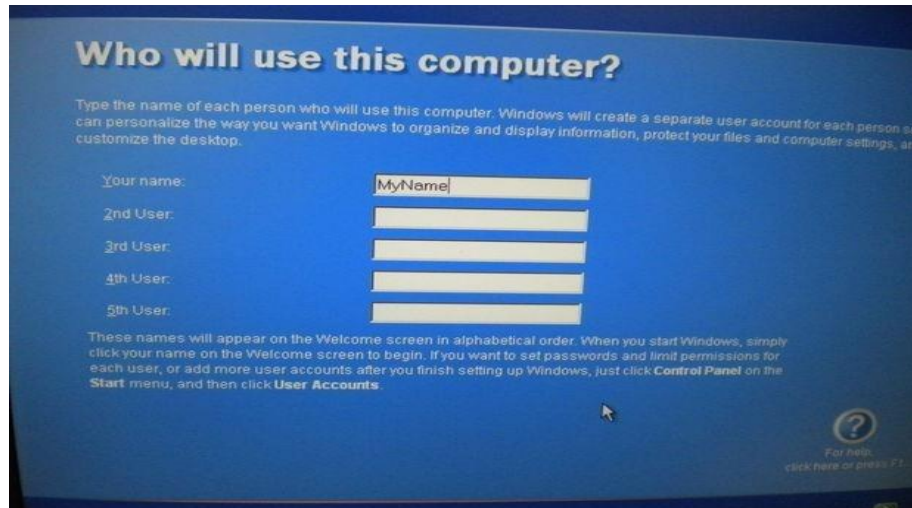 Who will use this computer?
Type the name of each person who will use this computer. Windows will create a separate user account for each person
can personalize the way you want Windows to organize and display information, protect your files and computer settings,
customize the desktop.
Your name:
MyName
2nd User:
3rd User:
4th User:
5th User:
These names will appear on the Welcome screen in alphabetical order. When you start Windows, simply
click your name on the Welcome screen to begin. If you want to set passwords and limit permissions for
each user, or add more user accounts after you finish setting up Windows, just click Control Panel on the
Start menu, and then click User Accounts.
?
For help,
click here or press F1.